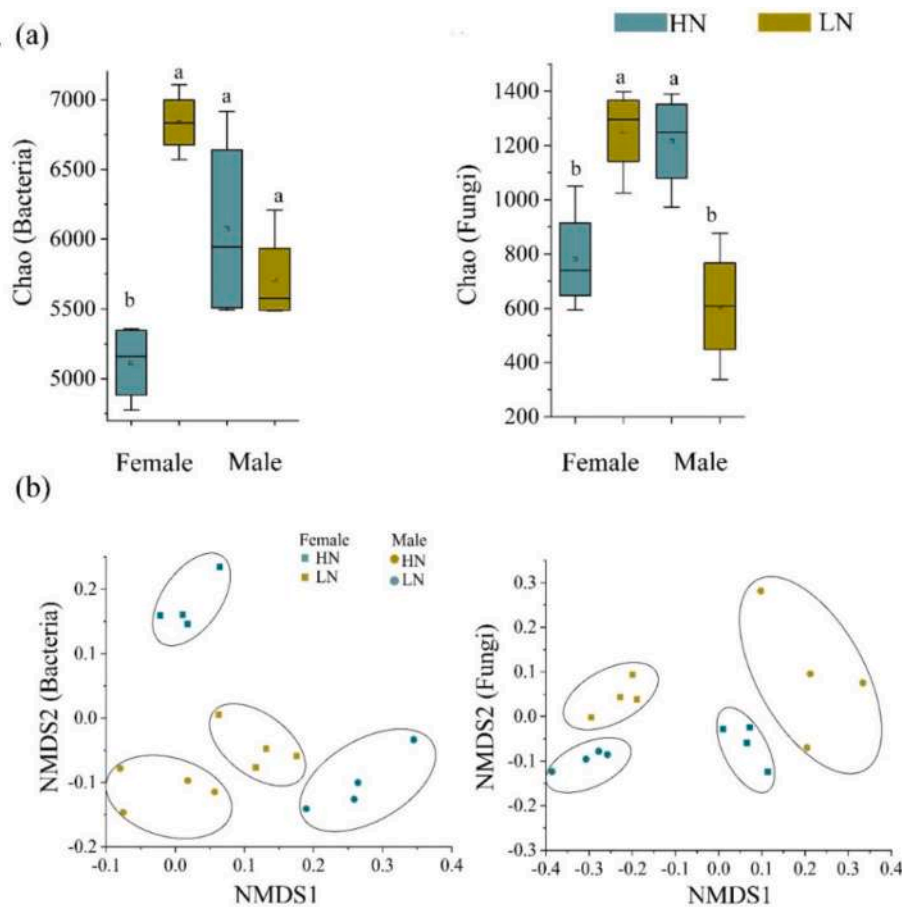 (a)
HN LN
Chao (Bacteria)
7000
6500
6000
5500
5000
b
a
a
a
Female Male
Chao (Fungi)
1400
1200
1000
800
600
400
200
b
a
a
b
Female Male
(b)
NMDS2 (Bacteria)
0.2
0.1
0.0
-0.1
-0.2
Female Male
HN HN
LN LN
-0.1 0.0 0.1 0.2 0.3 0.4
NMDS1
NMDS2 (Fungi)
0.3
0.2
0.1
0.0
-0.1
-0.2
-0.3
-0.4 -0.3 -0.2 -0.1 0.0 0.1 0.2 0.3 0.4
NMDS1